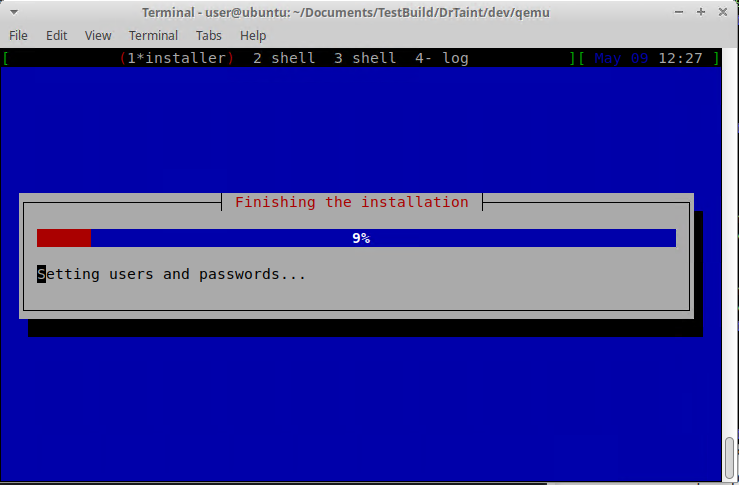 Terminal - user@ubuntu: ~/Documents/TestBuild/DrTaint/dev/qemu
File Edit View Terminal Tabs Help
[ (1*installer) 2 shell 3 shell 4- log ][ May 09 12:27 ]
Finishing the installation
9%
Setting users and passwords...